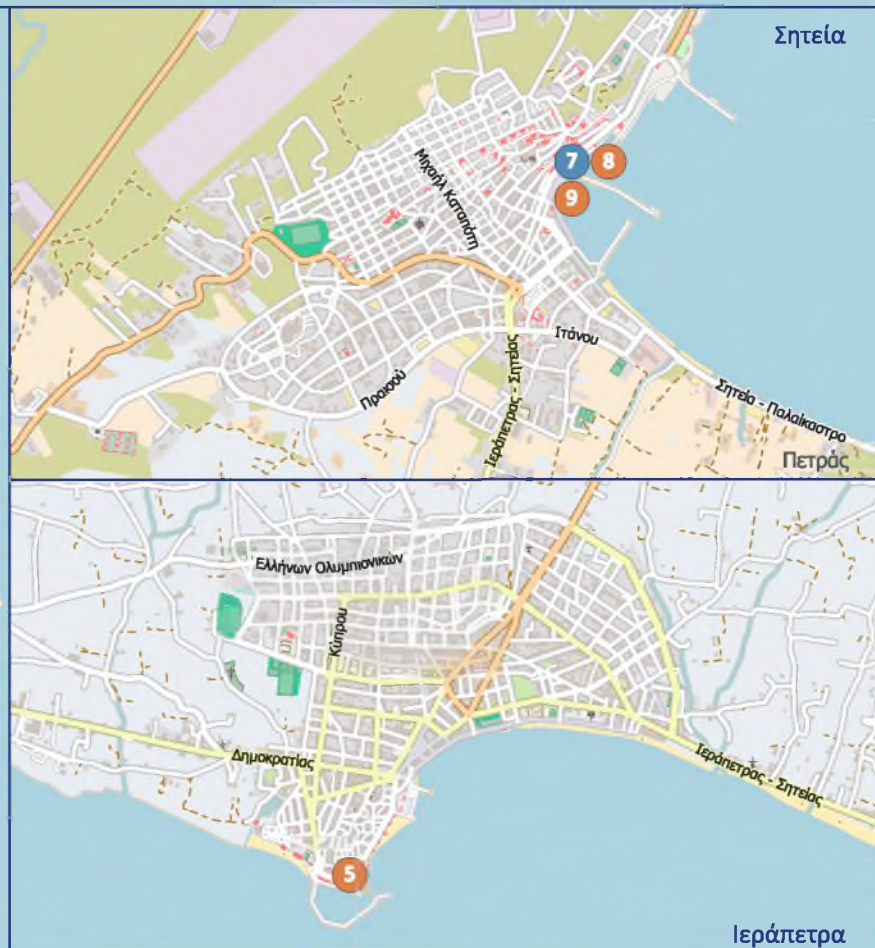 Σητεία
Μιχαήλ Καταπότη
7
8
9
Ιτάνου
Πραισού
Ιεράπετρας - Σητείας
Σητεία - Παλαίκαστρο
Πετράς
Ελλήνων Ολυμπιονικών
Κύπρου
Δημοκρατίας
Ιεράπετρας - Σητείας
5
Ιεράπετρα